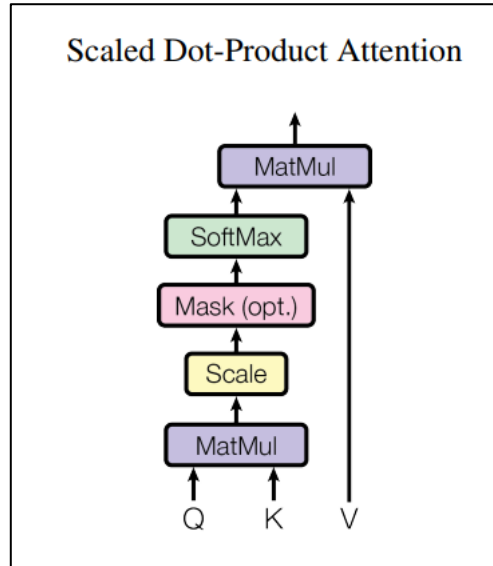 Scaled Dot-Product Attention
MatMul
SoftMax
Mask (opt.)
Scale
MatMul
Q K V